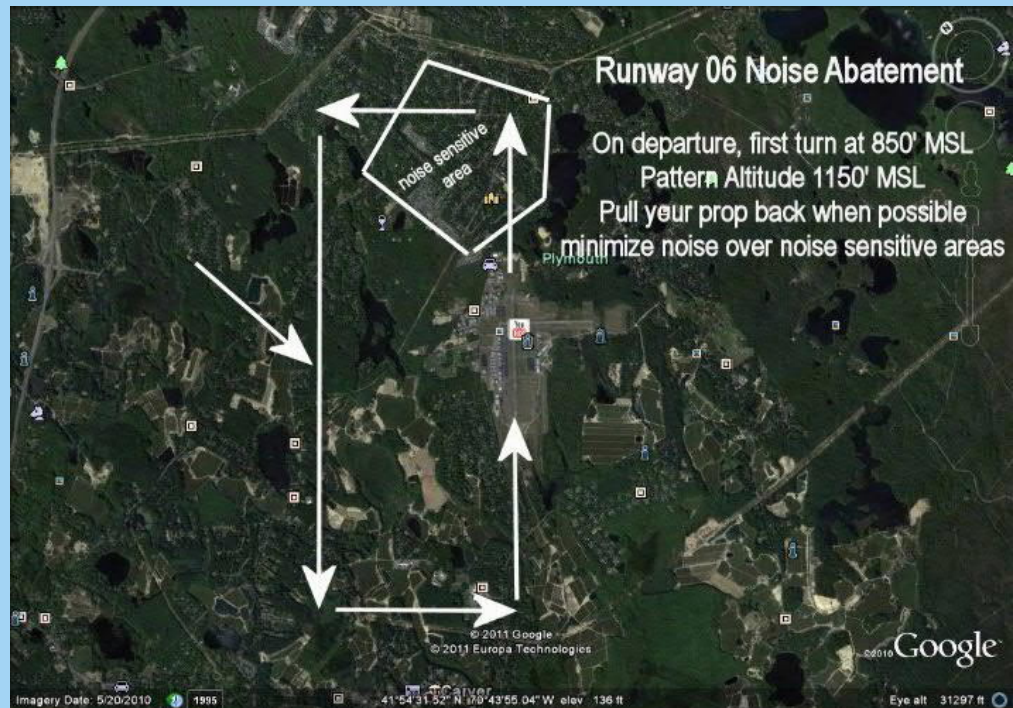 Runway 06 Noise Abatement
On departure, first turn at 850' MSL
Pattern Altitude 1150' MSL
Pull your prop back when possible
minimize noise over noise sensitive areas
noise sensitive
area
Plymouth
© 2011 Google
© 2011 Europa Technologies
©2010 Google
Carver
Imagery Date: 5/20/2010 1995 41°54'31.52" N 70°43'55.04" W elev 136 ft Eye alt 31297 ft